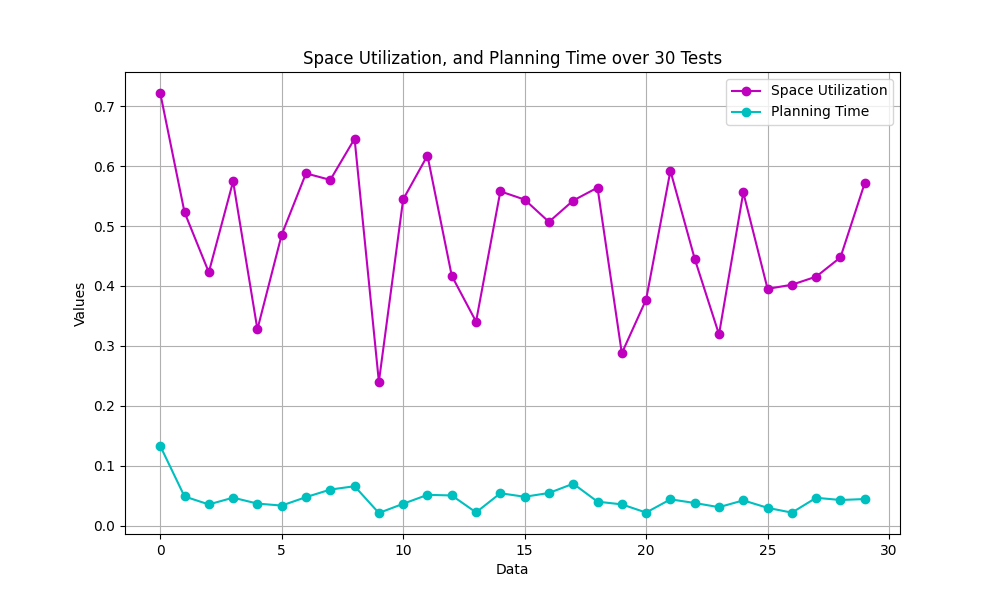 Space Utilization, and Planning Time over 30 Tests
Space Utilization
Planning Time
0.7
0.6
0.5
0.4
0.3
0.2
0.1
0.0
Values
0 5 10 15 20 25 30
Data